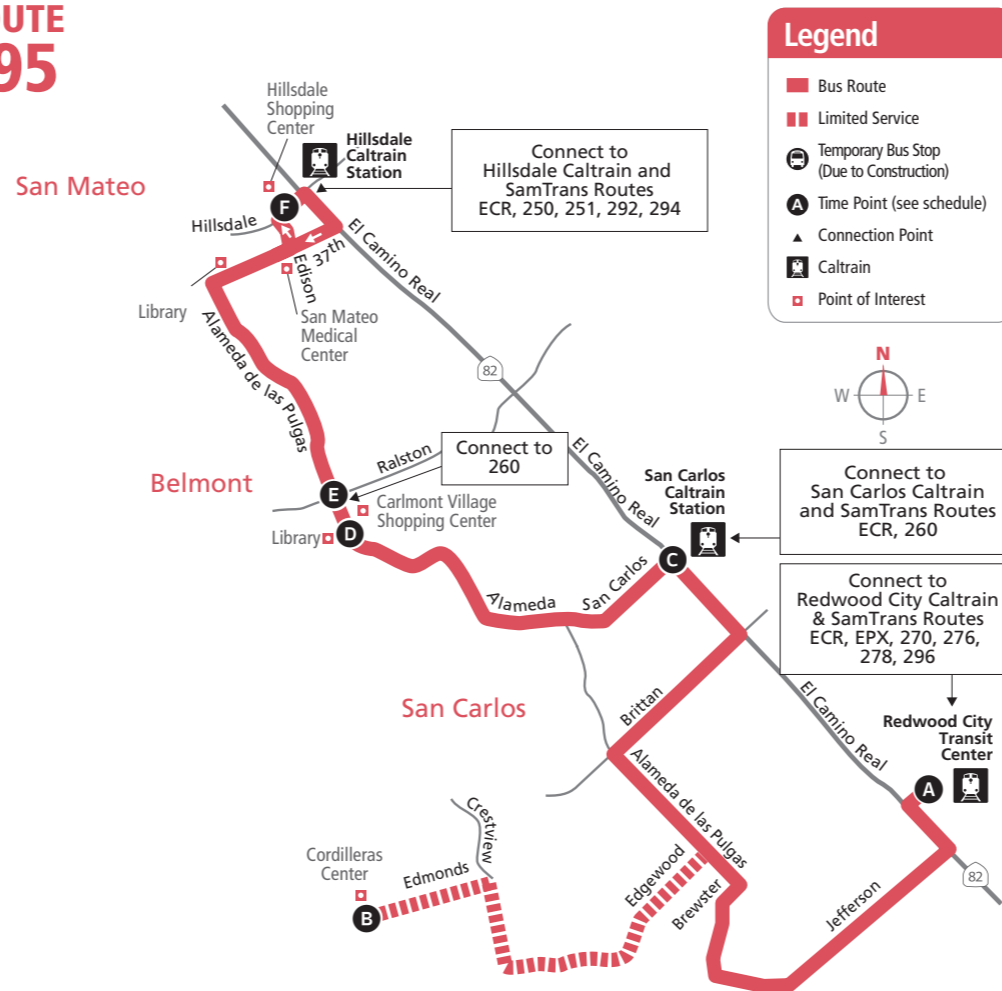 95
Legend
Bus Route
Limited Service
Temporary Bus Stop
(Due to Construction)
A Time Point (see schedule)
Connection Point
Caltrain
Point of Interest
Hillsdale
Shopping
Center
Hillsdale
Caltrain
Station
Connect to
Hillsdale Caltrain and
SamTrans Routes
ECR, 250, 251, 292, 294
San Mateo
F
Hillsdale
37th
Edison
El Camino Real
Library
San Mateo
Medical
Center
Alameda de las Pulgas
82
N
W
E
S
Ralston
Connect to
260
El Camino Real
Belmont
E
Carlmont Village
Shopping Center
Library
D
San Carlos
Caltrain
Station
Connect to
San Carlos Caltrain
and SamTrans Routes
ECR, 260
C
San Carlos
Alameda
Connect to
Redwood City Caltrain
& SamTrans Routes
ECR, EPX, 270, 276,
278, 296
San Carlos
Brittan
El Camino Real
Redwood City
Transit
Center
A
Alameda de las Pulgas
Crestview
Cordilleras
Center
Edmonds
B
Edgewood
Brewster
Jefferson
82